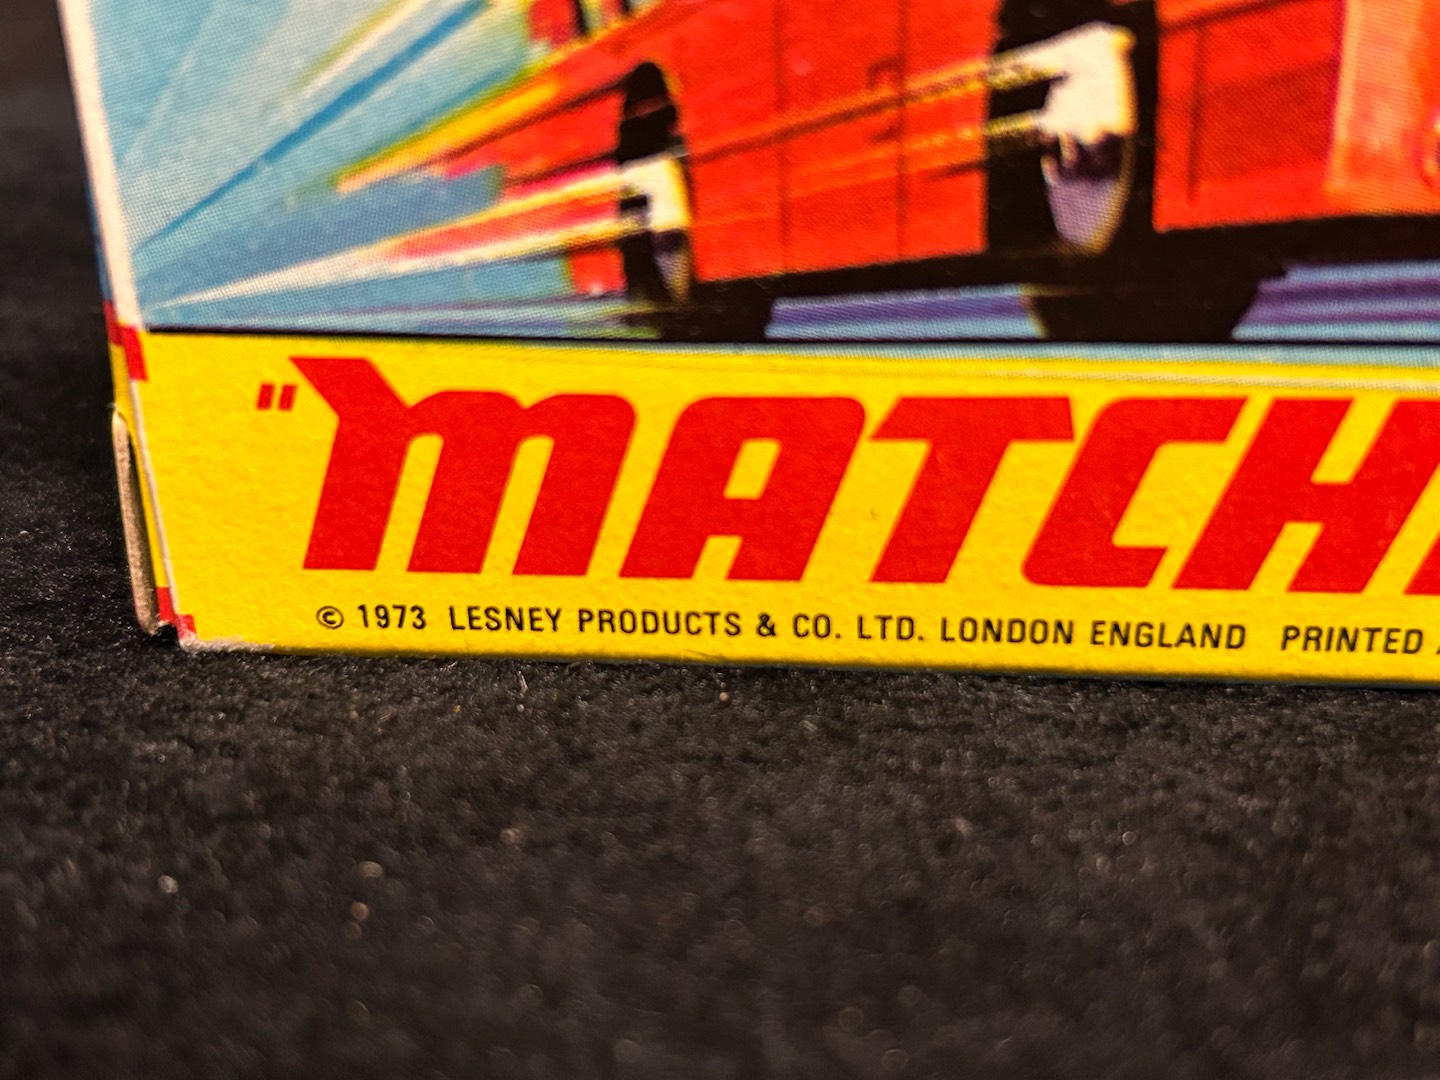 "MATCH
© 1973 LESNEY PRODUCTS & CO. LTD. LONDON ENGLAND PRINTED